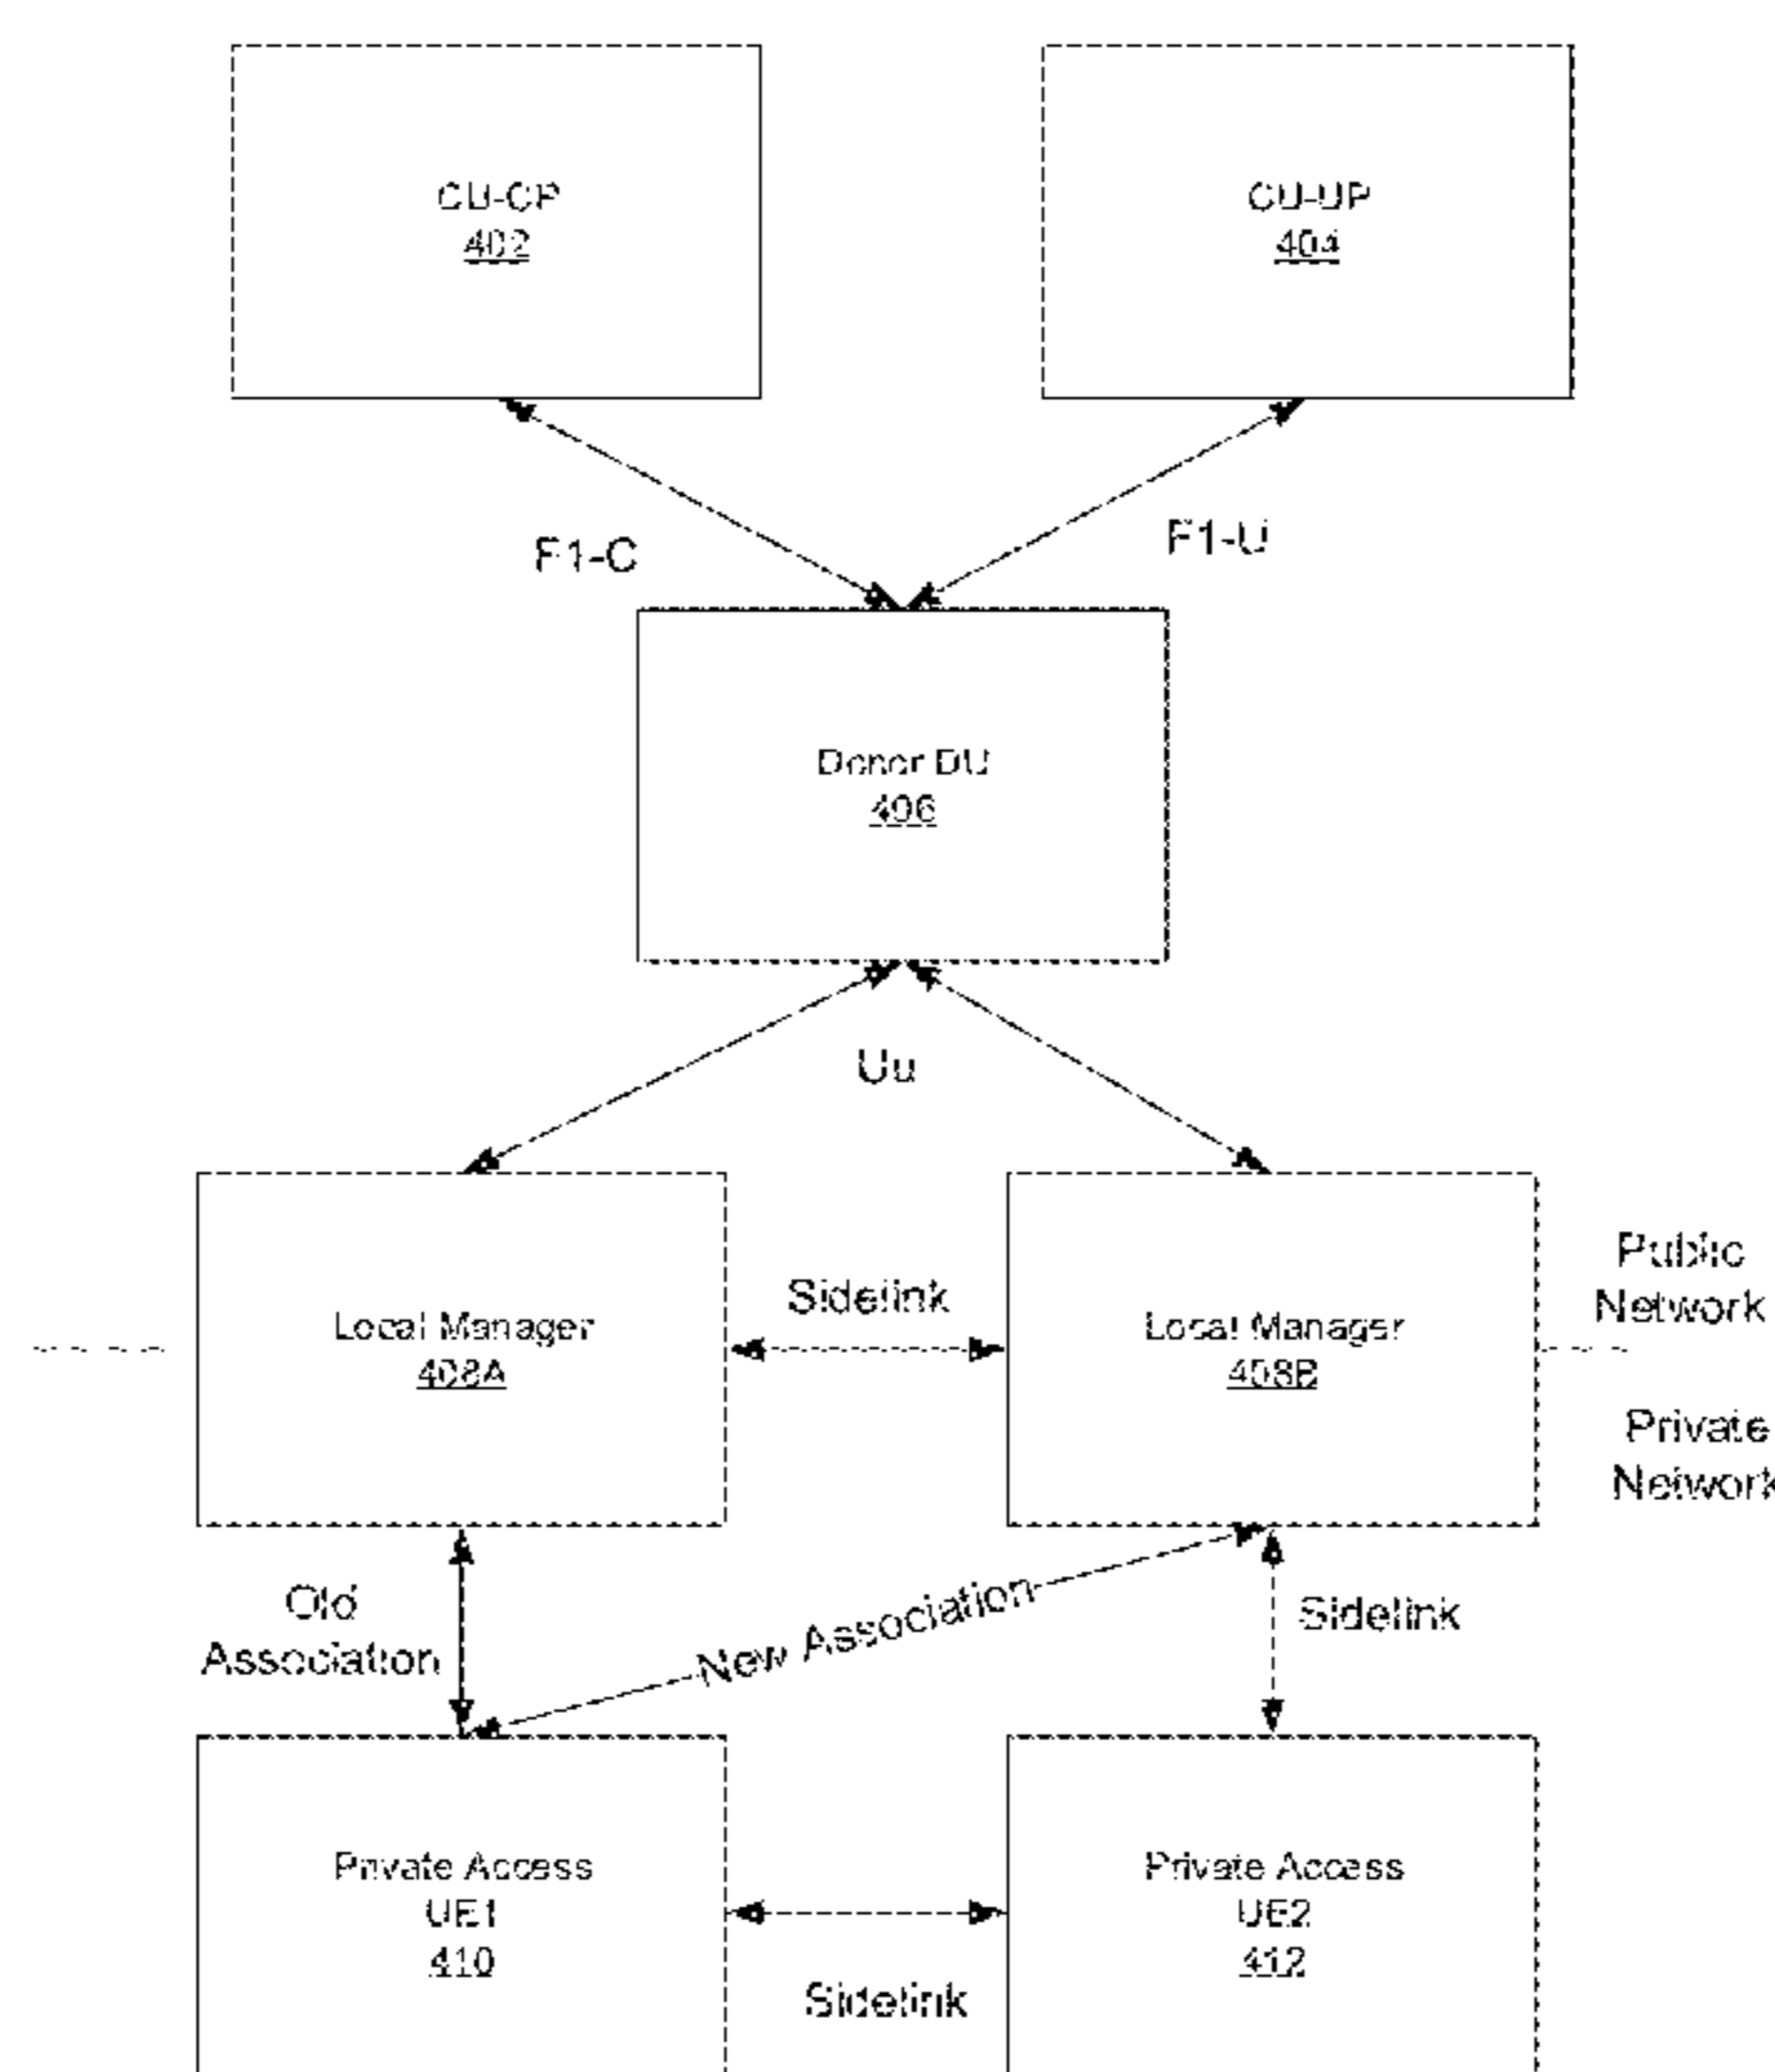 CU-CP
402
CU-UP
404
F1-C
F1-U
Donor DU
406
Uu
Local Manager
408A
Sidelink
Local Manager
408B
Public
Network
Private
Network
Old
Association
New Association
Sidelink
Private Access
UE1
410
Sidelink
Private Access
UE2
412